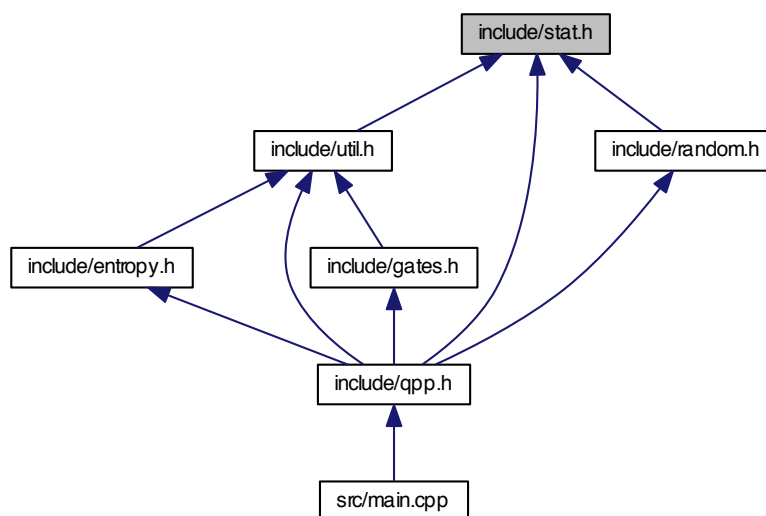 include/stat.h
include/util.h
include/random.h
include/entropy.h
include/gates.h
include/qpp.h
src/main.cpp